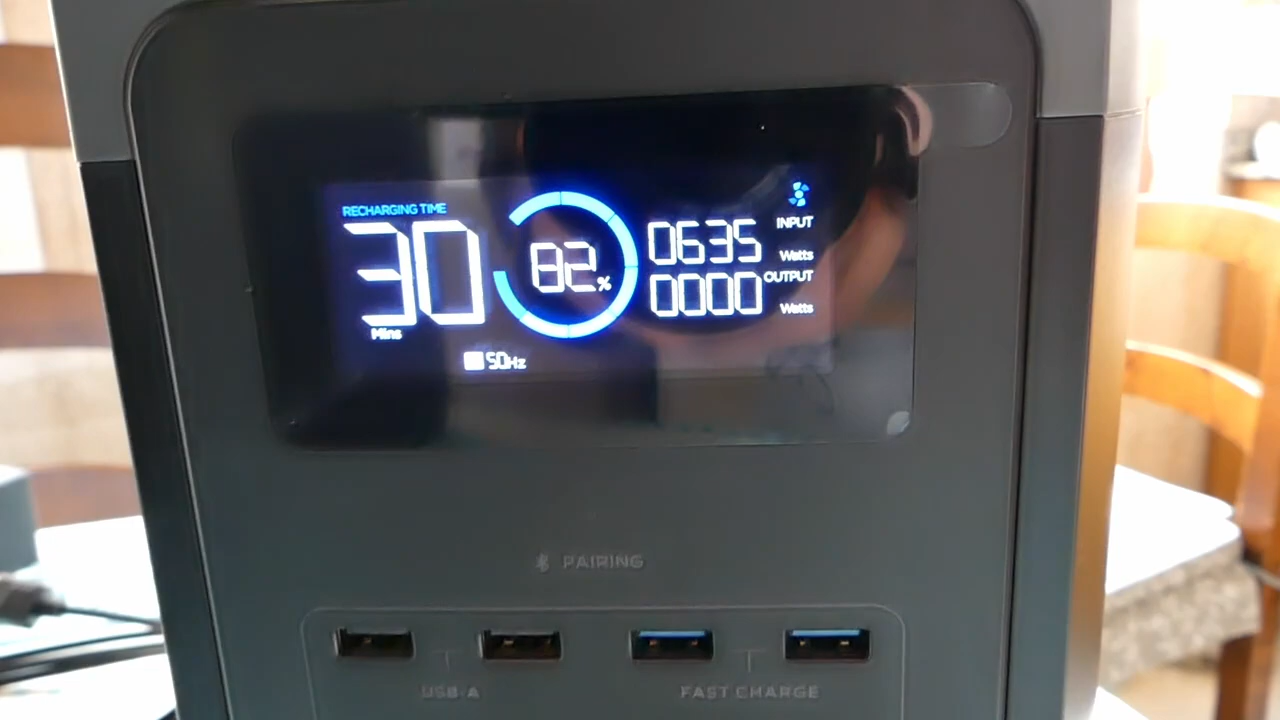 RECHARGING TIME
30
Mins
82%
0635
INPUT
Watts
0000
OUTPUT
Watts
50Hz
PAIRING
USB-A
FAST CHARGE